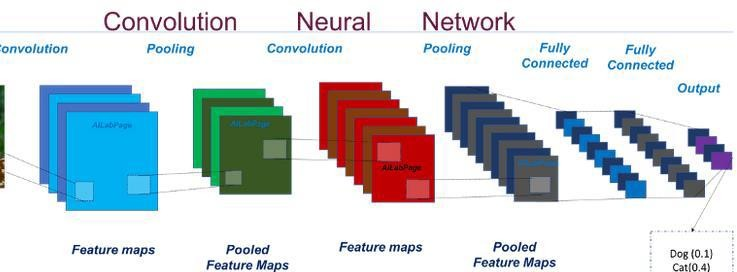 Convolution Neural Network
Convolution
Pooling
Convolution
Pooling
Fully
Connected
Fully
Connected
Output
AILabPage
AILabPage
AILabPage
AILabPage
Feature maps
Pooled
Feature Maps
Feature maps
Pooled
Feature Maps
Dog (0.1)
Cat(0.4)